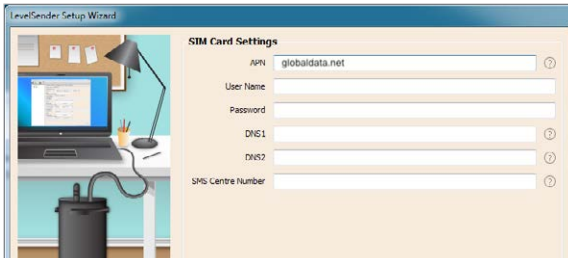 LevelSender Setup Wizard
SIM Card Settings
APN globaldata.net
User Name
Password
DNS1
DNS2
SMS Centre Number